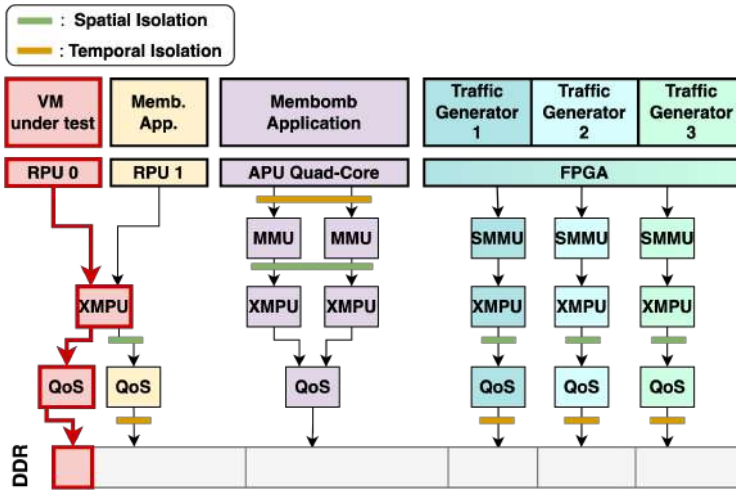 : Spatial Isolation
: Temporal Isolation
VM
under test
Memb.
App.
Membomb
Application
Traffic
Generator
1
Traffic
Generator
2
Traffic
Generator
3
RPU 0
RPU 1
APU Quad-Core
FPGA
MMU
MMU
SMMU
SMMU
SMMU
XMPU
XMPU
XMPU
XMPU
XMPU
XMPU
QoS
QoS
QoS
QoS
QoS
QoS
DDR